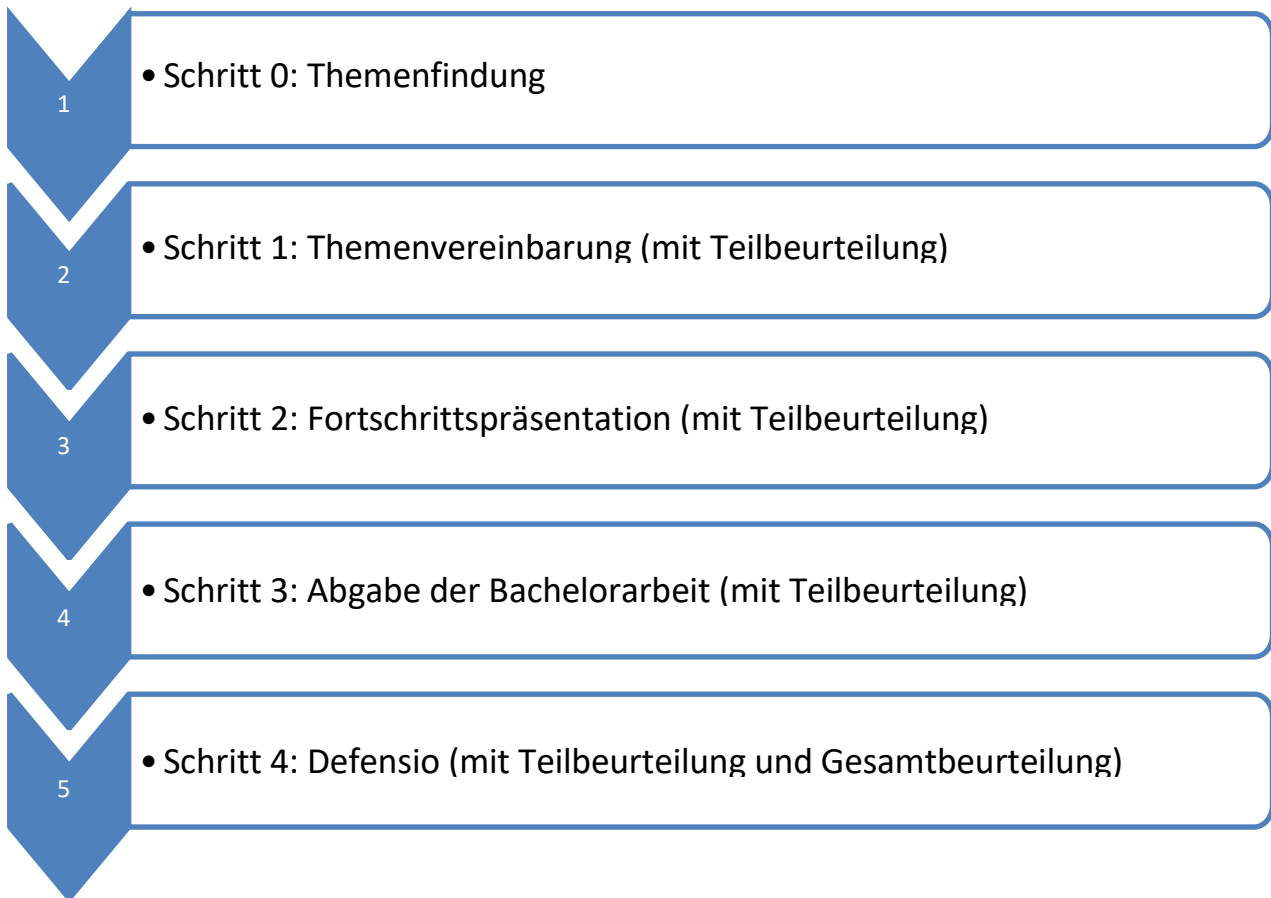 • Schritt 0: Themenfindung
1
• Schritt 1: Themenvereinbarung (mit Teilbeurteilung)
2
• Schritt 2: Fortschrittspräsentation (mit Teilbeurteilung)
3
• Schritt 3: Abgabe der Bachelorarbeit (mit Teilbeurteilung)
4
• Schritt 4: Defensio (mit Teilbeurteilung und Gesamtbeurteilung)
5